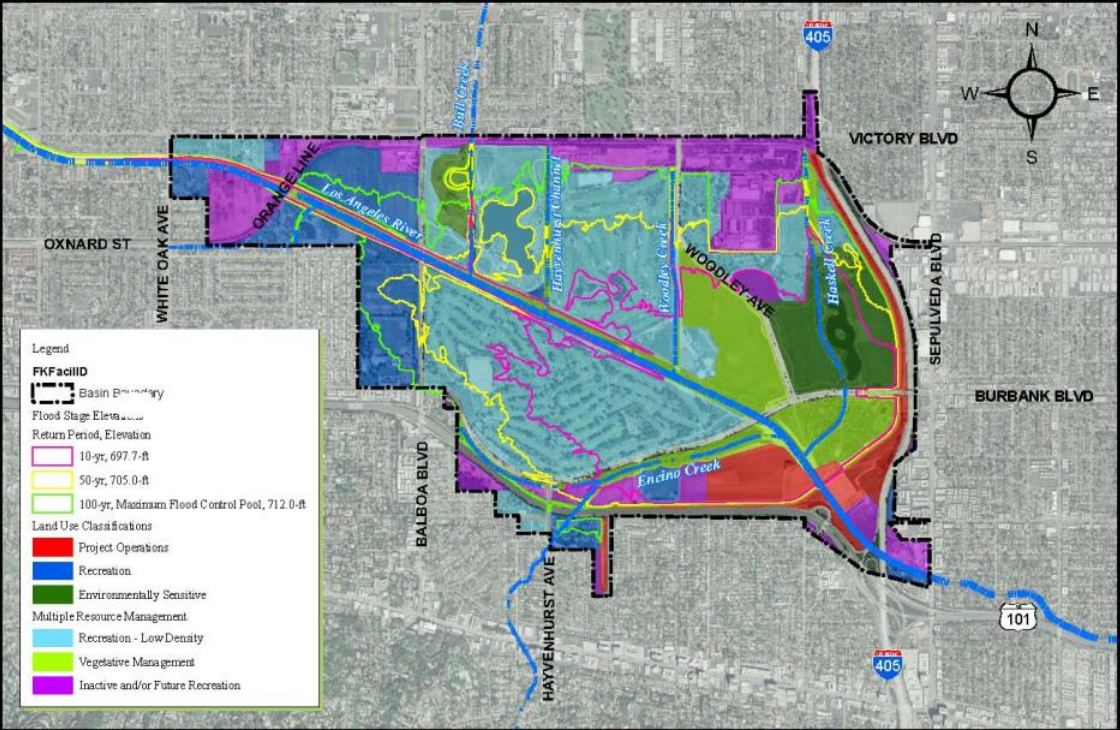 405
N
W
E
S
VICTORY BLVD
Bull Creek
ORANGE LINE
Los Angeles River
Hayvenhurst Channel
Woodley Creek
WOODLEY AVE
Haskell Creek
OXNARD ST
WHITE OAK AVE
SEPULVEDA BLVD
BURBANK BLVD
BALBOA BLVD
Encino Creek
HAYVENHURST AVE
101
405
Legend
FKFacilID
Basin Boundary
Flood Stage
Return Period, Elevation
10-yr, 697.7-ft
50-yr, 705.0-ft
100-yr, Maximum Flood Control Pool, 712.0-ft
Land Use Classifications
Project Operations
Recreation
Environmentally Sensitive
Multiple Resource Management
Recreation - Low Density
Vegetative Management
Inactive and/or Future Recreation